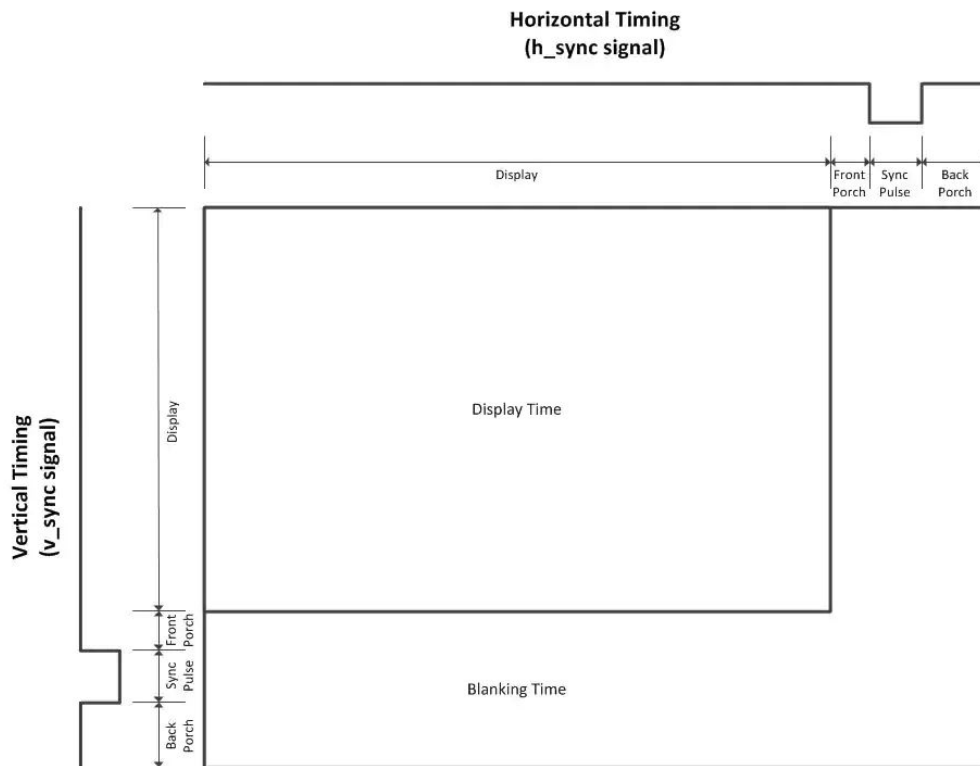 Horizontal Timing
(h_sync signal)
Display
Front
Porch
Sync
Pulse
Back
Porch
Vertical Timing
(v_sync signal)
Display
Display Time
Front
Porch
Sync
Pulse
Blanking Time
Back
Porch